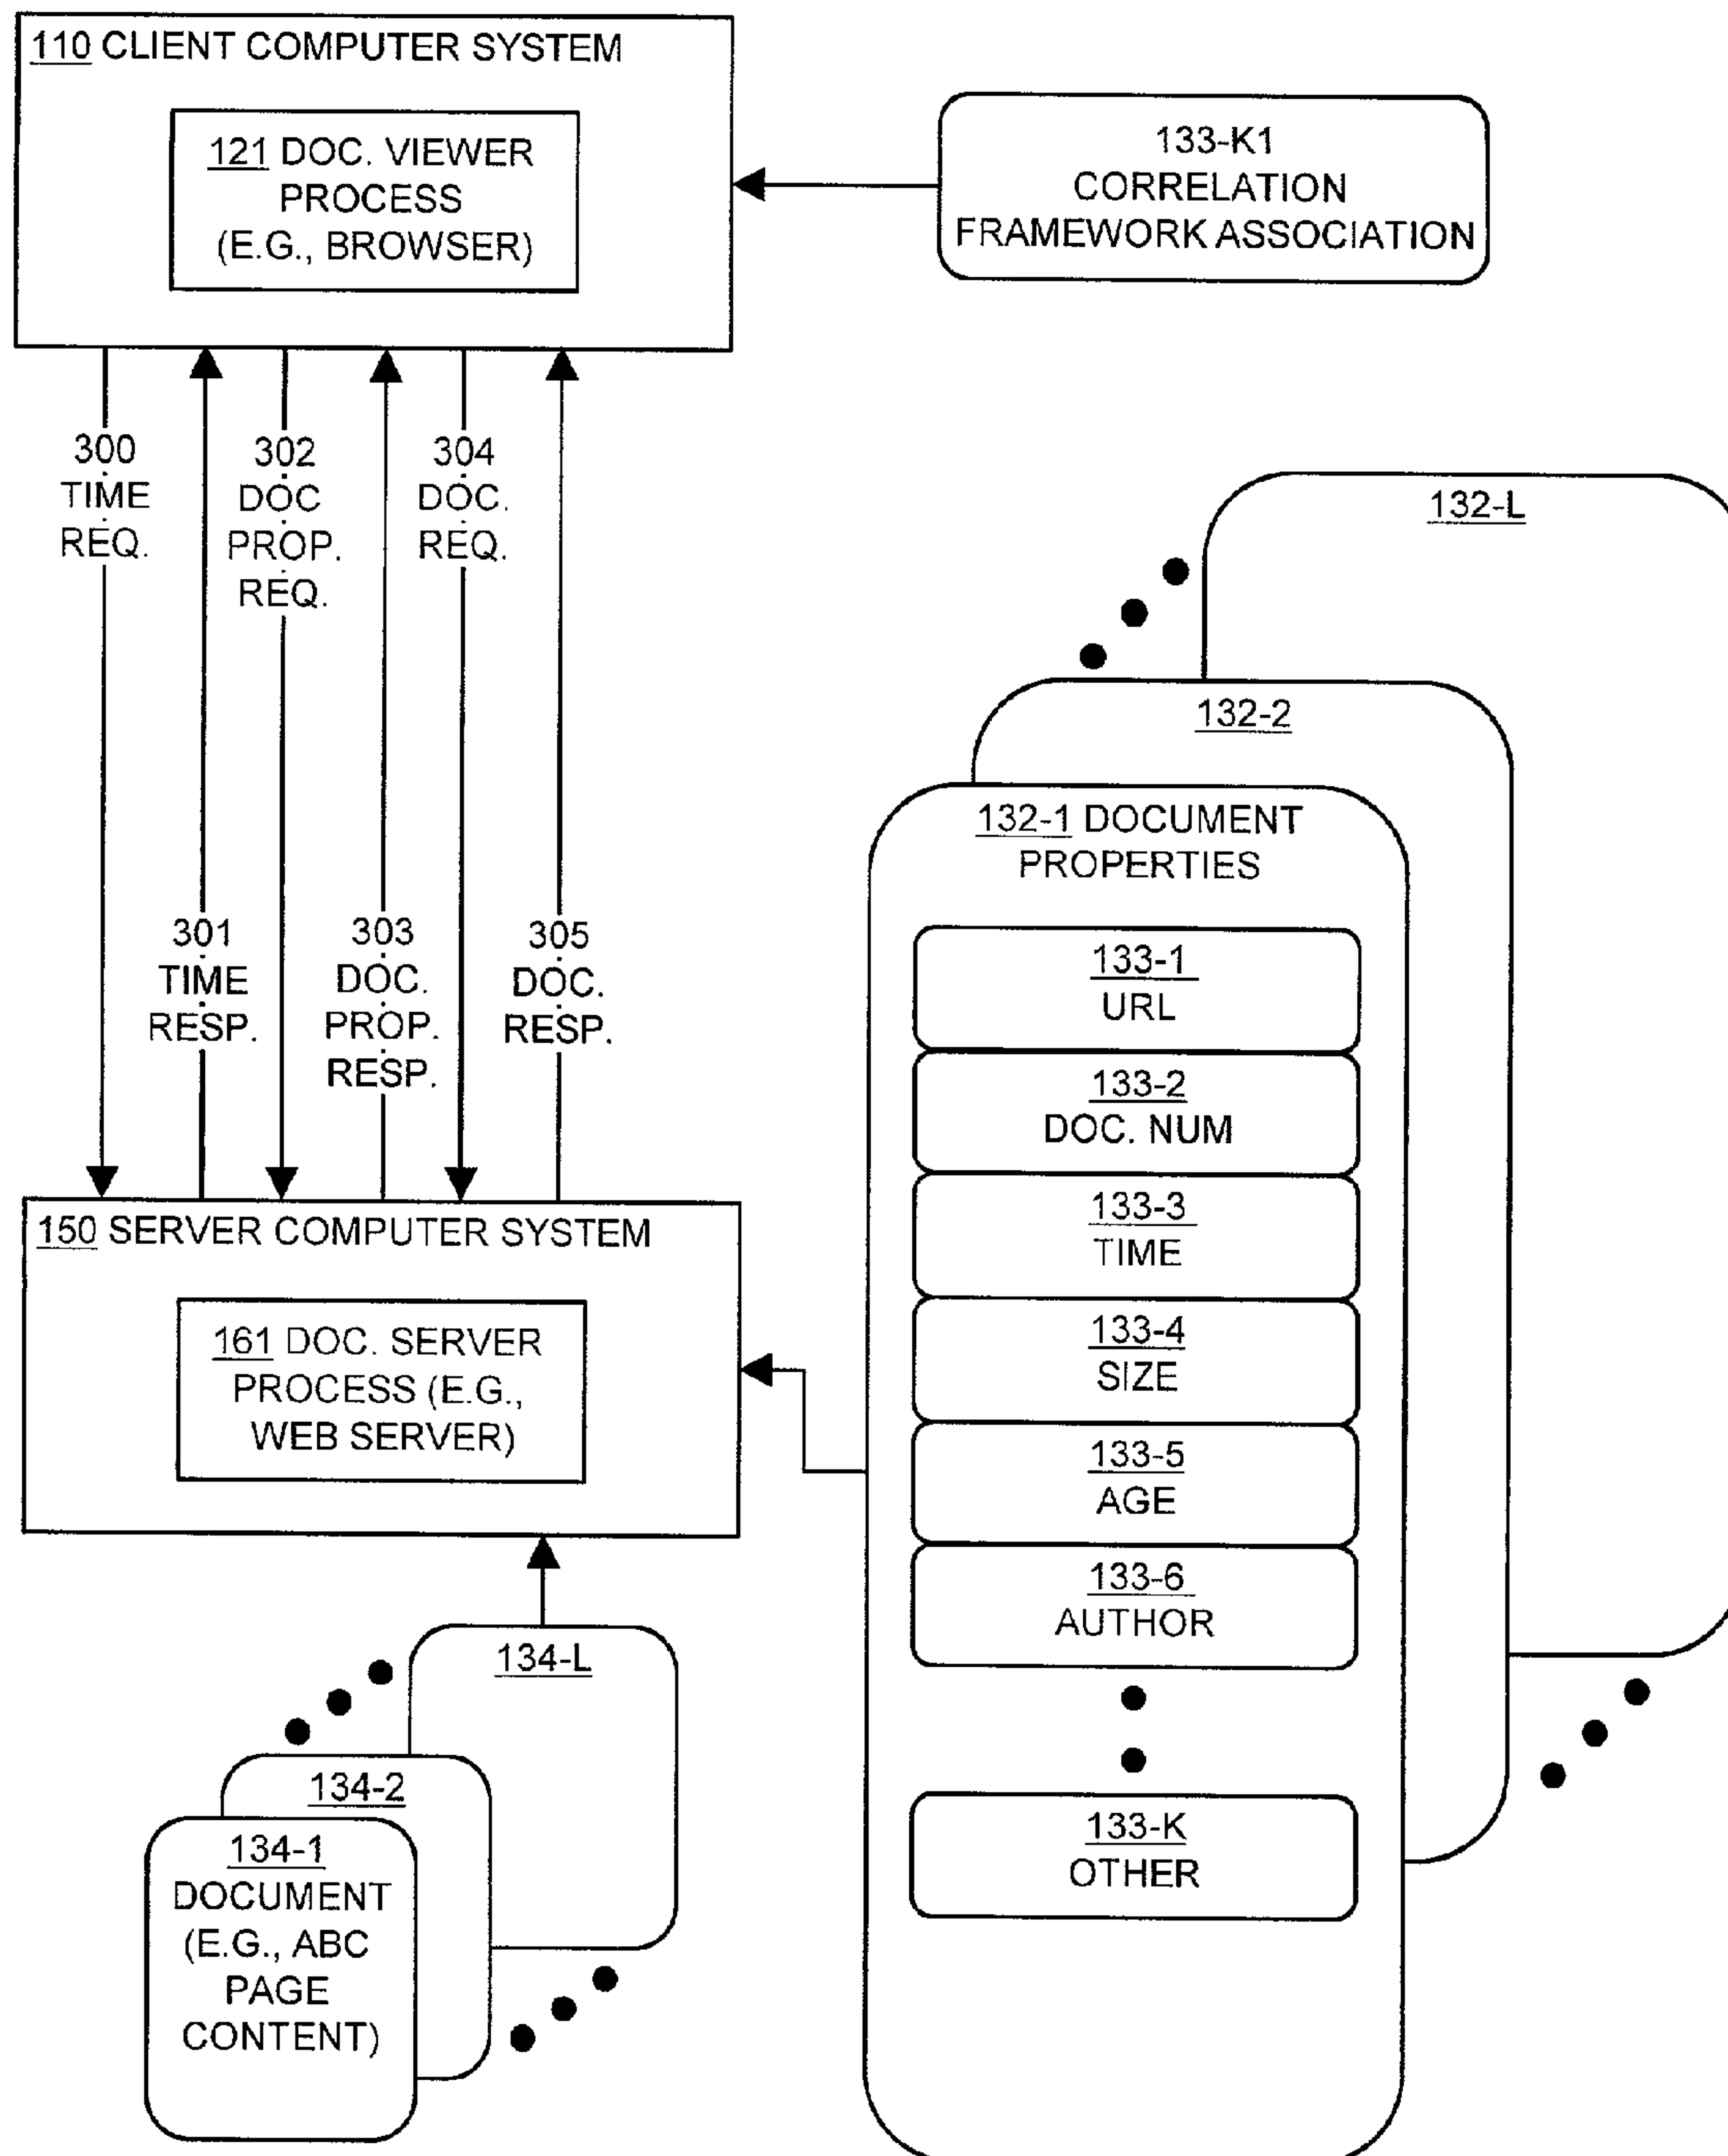 110 CLIENT COMPUTER SYSTEM
121 DOC. VIEWER
PROCESS
(E.G., BROWSER)
133-K1
CORRELATION
FRAMEWORK ASSOCIATION
300
TIME
REQ.
302
DOC
PROP.
REQ.
304
DOC.
REQ.
301
TIME
RESP.
303
DOC.
PROP.
RESP.
305
DOC.
RESP.
132-L
132-2
132-1 DOCUMENT
PROPERTIES
133-1
URL
133-2
DOC. NUM
133-3
TIME
133-4
SIZE
133-5
AGE
133-6
AUTHOR
133-K
OTHER
150 SERVER COMPUTER SYSTEM
161 DOC. SERVER
PROCESS (E.G.,
WEB SERVER)
134-L
134-2
134-1
DOCUMENT
(E.G., ABC
PAGE
CONTENT)